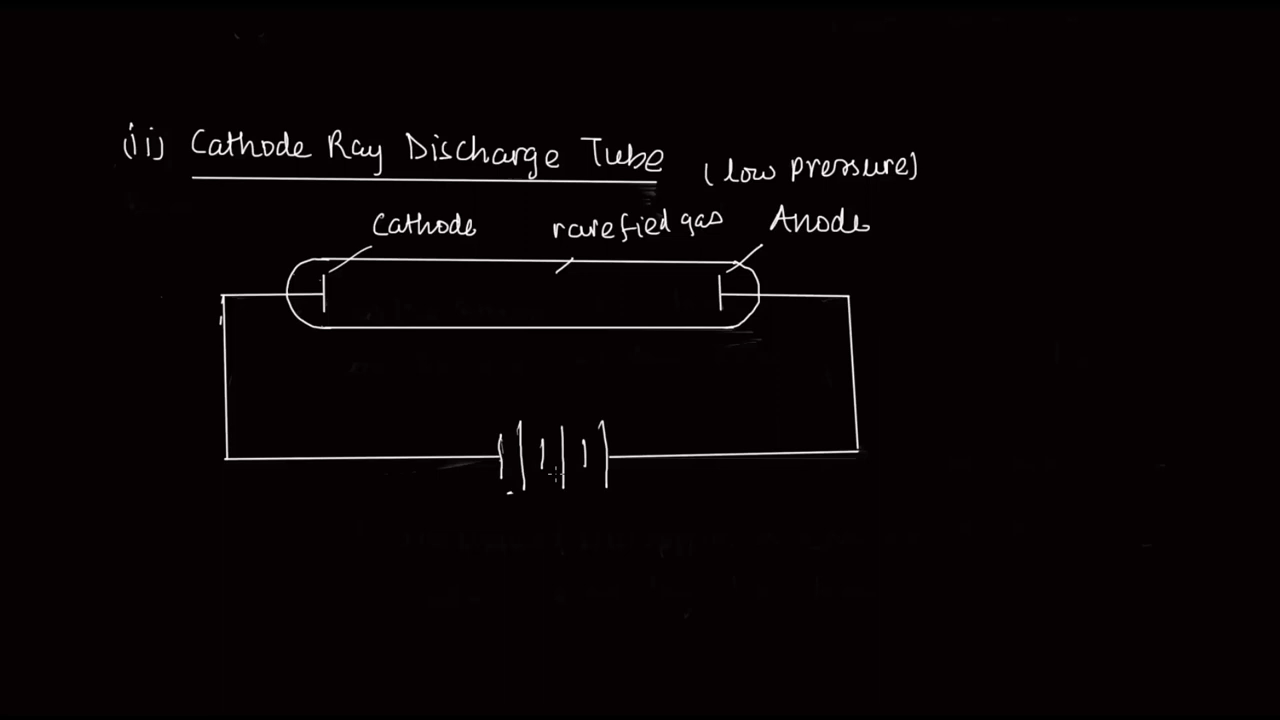 (ii) Cathode Ray Discharge Tube (low pressure)
Cathode rarefied gas Anode